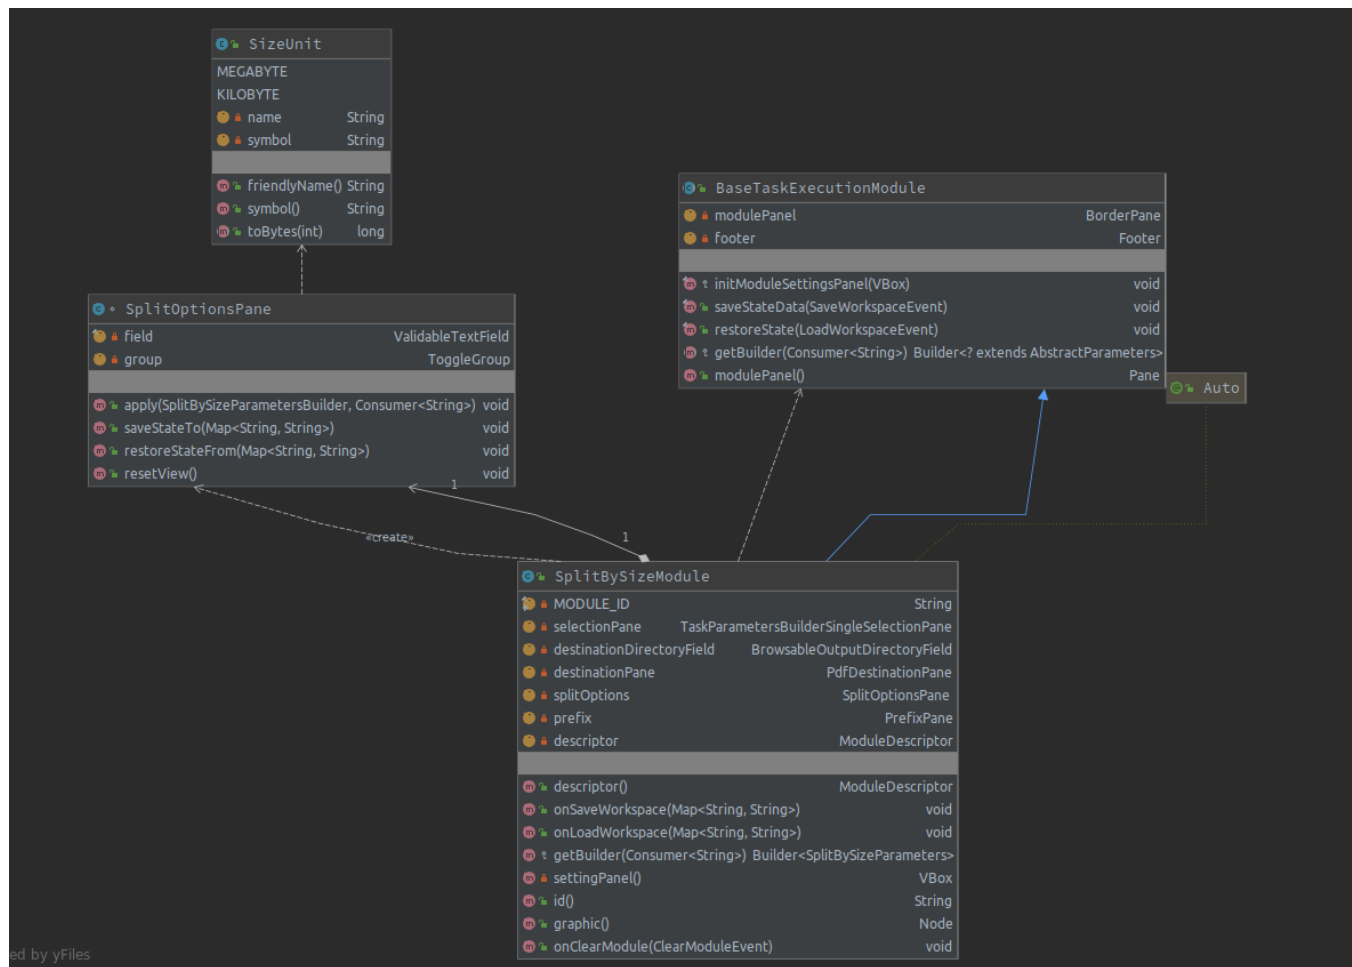 SizeUnit
MEGABYTE
KILOBYTE
name String
symbol String
friendlyName() String
symbol() String
toBytes(int) long
BaseTaskExecutionModule
modulePanel BorderPane
footer Footer
initModuleSettingsPanel(VBox) void
saveStateData(SaveWorkspaceEvent) void
restoreState(LoadWorkspaceEvent) void
getBuilder(Consumer<String>) Builder<? extends AbstractParameters>
modulePanel() Pane
Auto
SplitOptionsPane
field ValidableTextField
group ToggleGroup
apply(SplitBySizeParametersBuilder, Consumer<String>) void
saveStateTo(Map<String, String>) void
restoreStateFrom(Map<String, String>) void
resetView() void
1
«create»
1
SplitBySizeModule
MODULE_ID String
selectionPane TaskParametersBuilderSingleSelectionPane
destinationDirectoryField BrowsableOutputDirectoryField
destinationPane PdfDestinationPane
splitOptions SplitOptionsPane
prefix PrefixPane
descriptor ModuleDescriptor
descriptor() ModuleDescriptor
onSaveWorkspace(Map<String, String>) void
onLoadWorkspace(Map<String, String>) void
getBuilder(Consumer<String>) Builder<SplitBySizeParameters>
settingPanel() VBox
id() String
graphic() Node
onClearModule(ClearModuleEvent) void
ed by yFiles